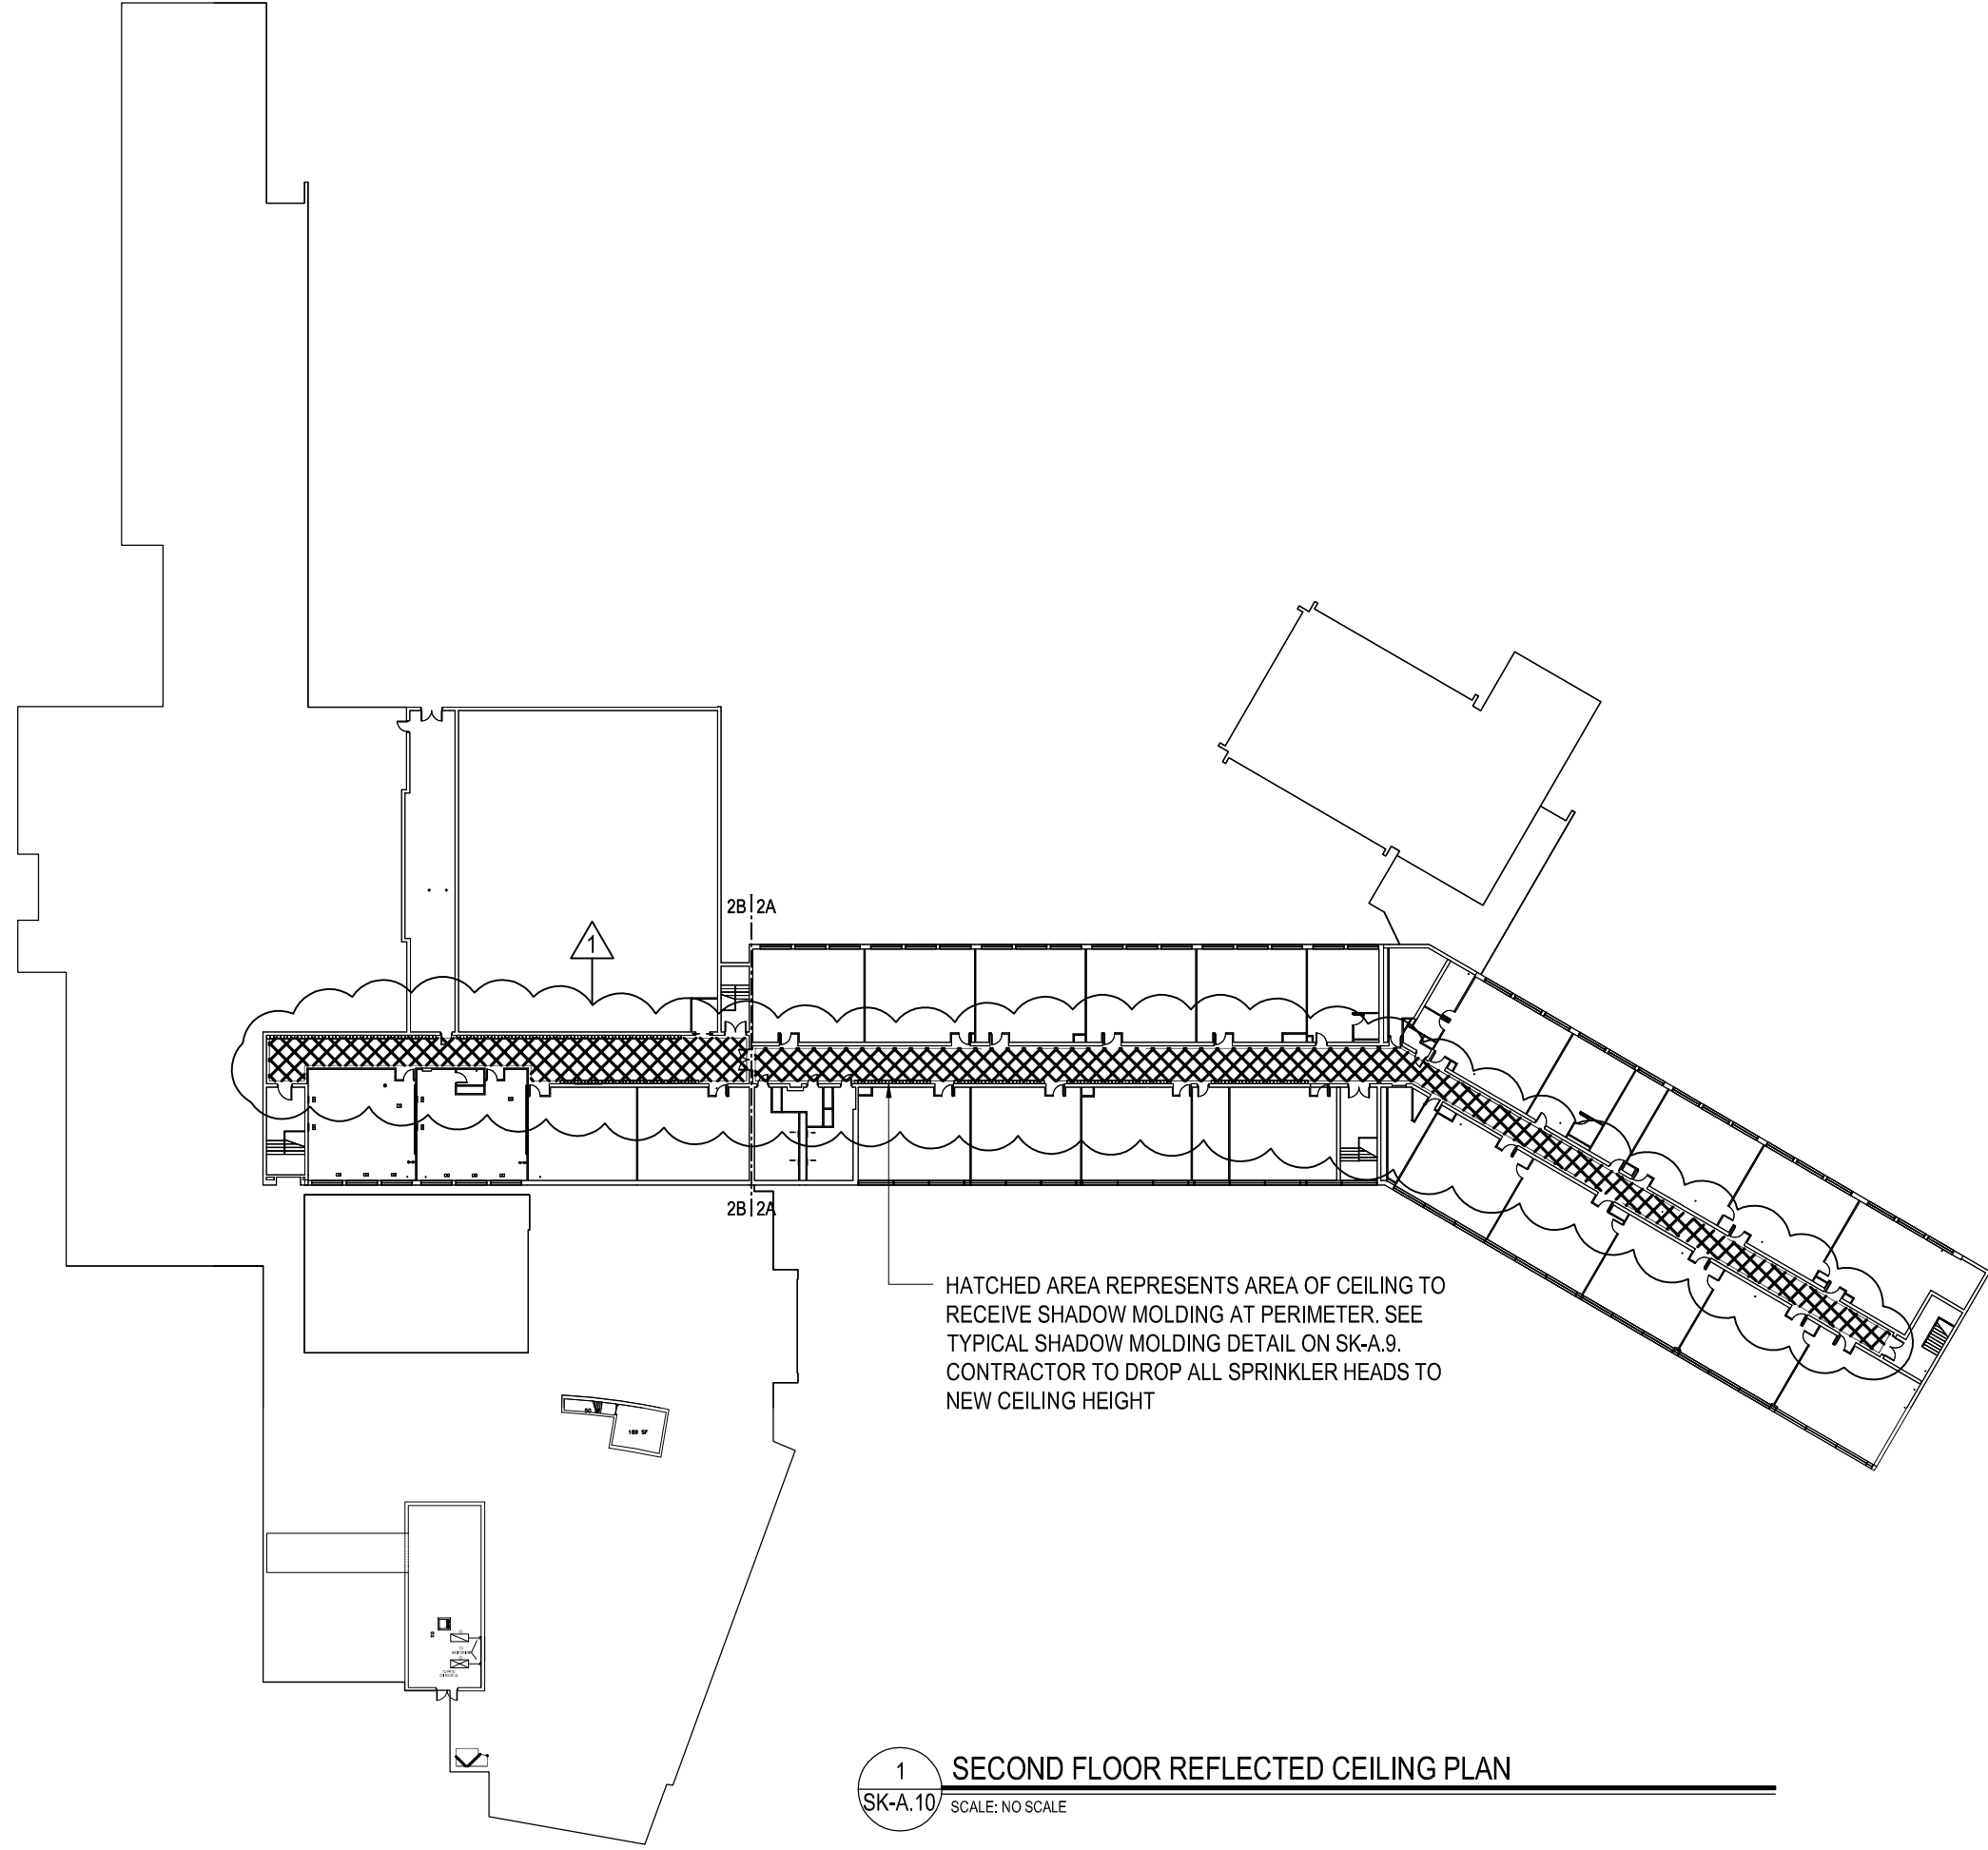 2B 2A
1
2B 2A
HATCHED AREA REPRESENTS AREA OF CEILING TO
RECEIVE SHADOW MOLDING AT PERIMETER. SEE
TYPICAL SHADOW MOLDING DETAIL ON SK-A.9.
CONTRACTOR TO DROP ALL SPRINKLER HEADS TO
NEW CEILING HEIGHT
169 SF
1
SK-A.10
SECOND FLOOR REFLECTED CEILING PLAN
SCALE: NO SCALE